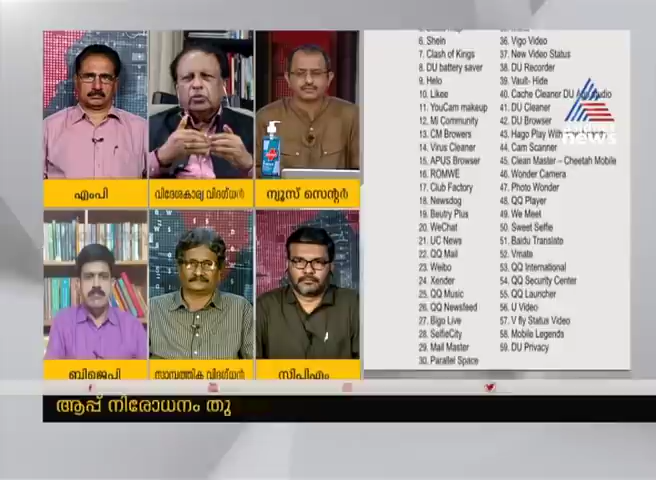 എംപി
വിദേശകാര്യ വിദഗ്ധൻ
ന്യൂസ് സെന്റർ
ബിജെപി
സാമ്പത്തിക വിദഗ്ധൻ
സിപിഎം
6. Shein
7. Clash of Kings
8. DU battery saver
9. Helo
10. Likee
11. YouCam makeup
12. Mi Community
13. CM Browers
14. Virus Cleaner
15. APUS Browser
16. ROMWE
17. Club Factory
18. Newsdog
19. Beutry Plus
20. WeChat
21. UC News
22. QQ Mail
23. Weibo
24. Xender
25. QQ Music
26. QQ Newsfeed
27. Bigo Live
28. SelfieCity
29. Mail Master
30. Parallel Space
36. Vigo Video
37. New Video Status
38. DU Recorder
39. Vault- Hide
40. Cache Cleaner DU App studio
41. DU Cleaner
42. DU Browser
43. Hago Play With
44. Cam Scanner
45. Clean Master – Cheetah Mobile
46. Wonder Camera
47. Photo Wonder
48. QQ Player
49. We Meet
50. Sweet Selfie
51. Baidu Translate
52. Vmate
53. QQ International
54. QQ Security Center
55. QQ Launcher
56. U Video
57. V fly Status Video
58. Mobile Legends
59. DU Privacy
news
ആപ്പ് നിരോധനം തു